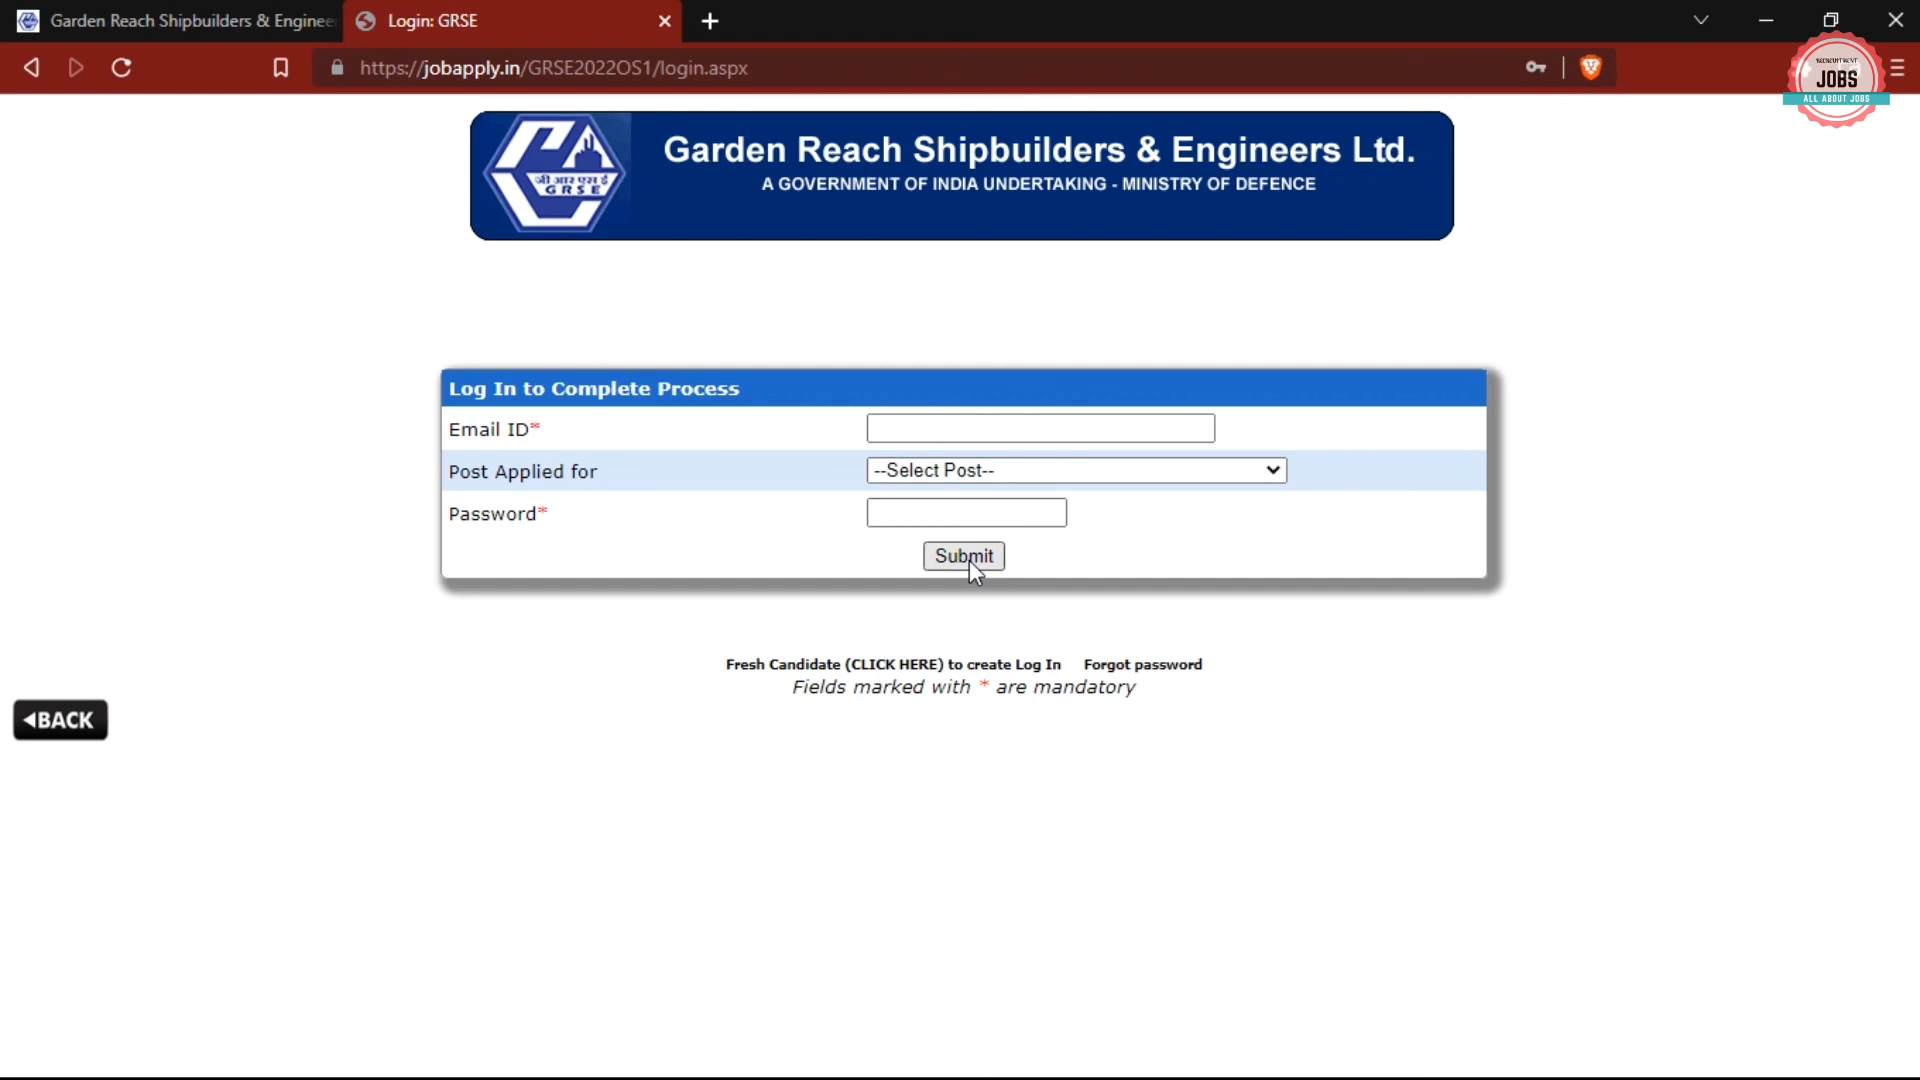 Garden Reach Shipbuilders & Enginee
Login: GRSE
https://jobapply.in/GRSE2022OS1/login.aspx
RECRUITMENT
JOBS
ALL ABOUT JOBS
Garden Reach Shipbuilders & Engineers Ltd.
A GOVERNMENT OF INDIA UNDERTAKING - MINISTRY OF DEFENCE
जी आर एस ई
GRSE
Log In to Complete Process
Email ID*
Post Applied for
--Select Post--
Password*
Submit
Fresh Candidate (CLICK HERE) to create Log In Forgot password
Fields marked with * are mandatory
◄BACK